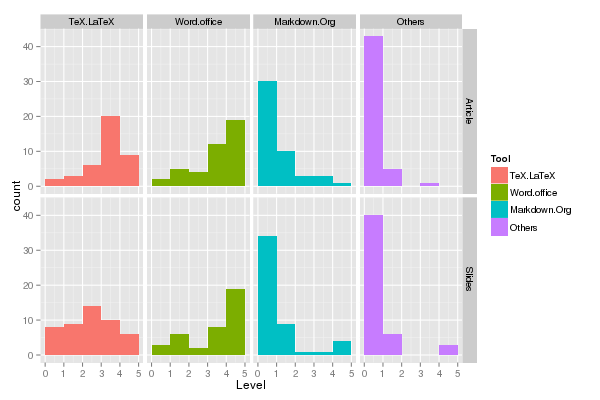 TeX.LaTeX Word.office Markdown.Org Others
40
30
20
10
0
Article
40
30
20
10
0
Slides
count
0 1 2 3 4 5 0 1 2 3 4 5 0 1 2 3 4 5 0 1 2 3 4 5
Level
Tool
TeX.LaTeX
Word.office
Markdown.Org
Others